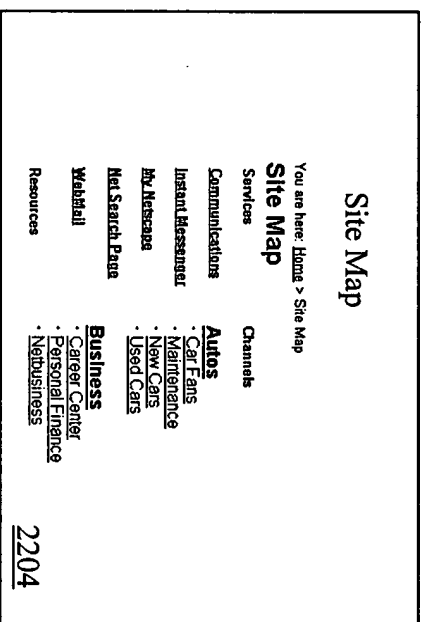 Site Map
You are here: Home > Site Map
Site Map
Services
Communications
Instant Messenger
My Netscape
Net Search Page
WebMail
Resources
Channels
Autos
· Car Fans
· Maintenance
· New Cars
· Used Cars
Business
· Career Center
· Personal Finance
· Netbusiness
2204